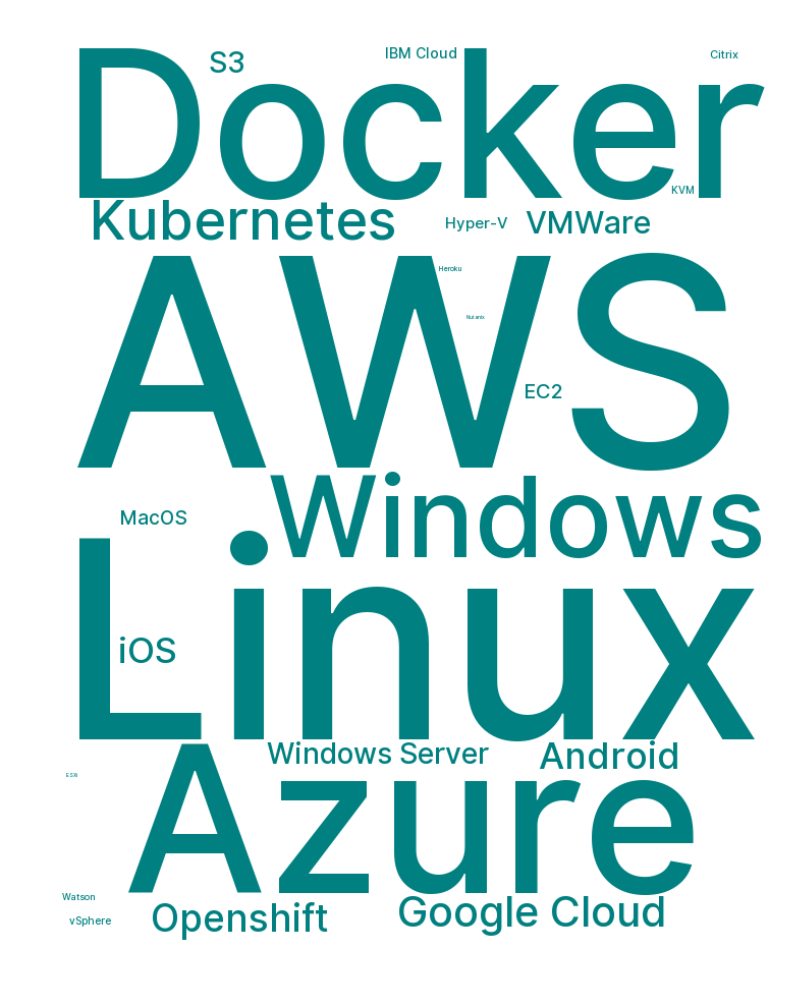 Docker
S3
IBM Cloud
Citrix
KVM
Kubernetes
Hyper-V
VMWare
AWS
Heroku
Nutanix
EC2
Windows
MacOS
Linux
iOS
Windows Server
Android
Azure
ESXi
Watson
vSphere
Openshift
Google Cloud